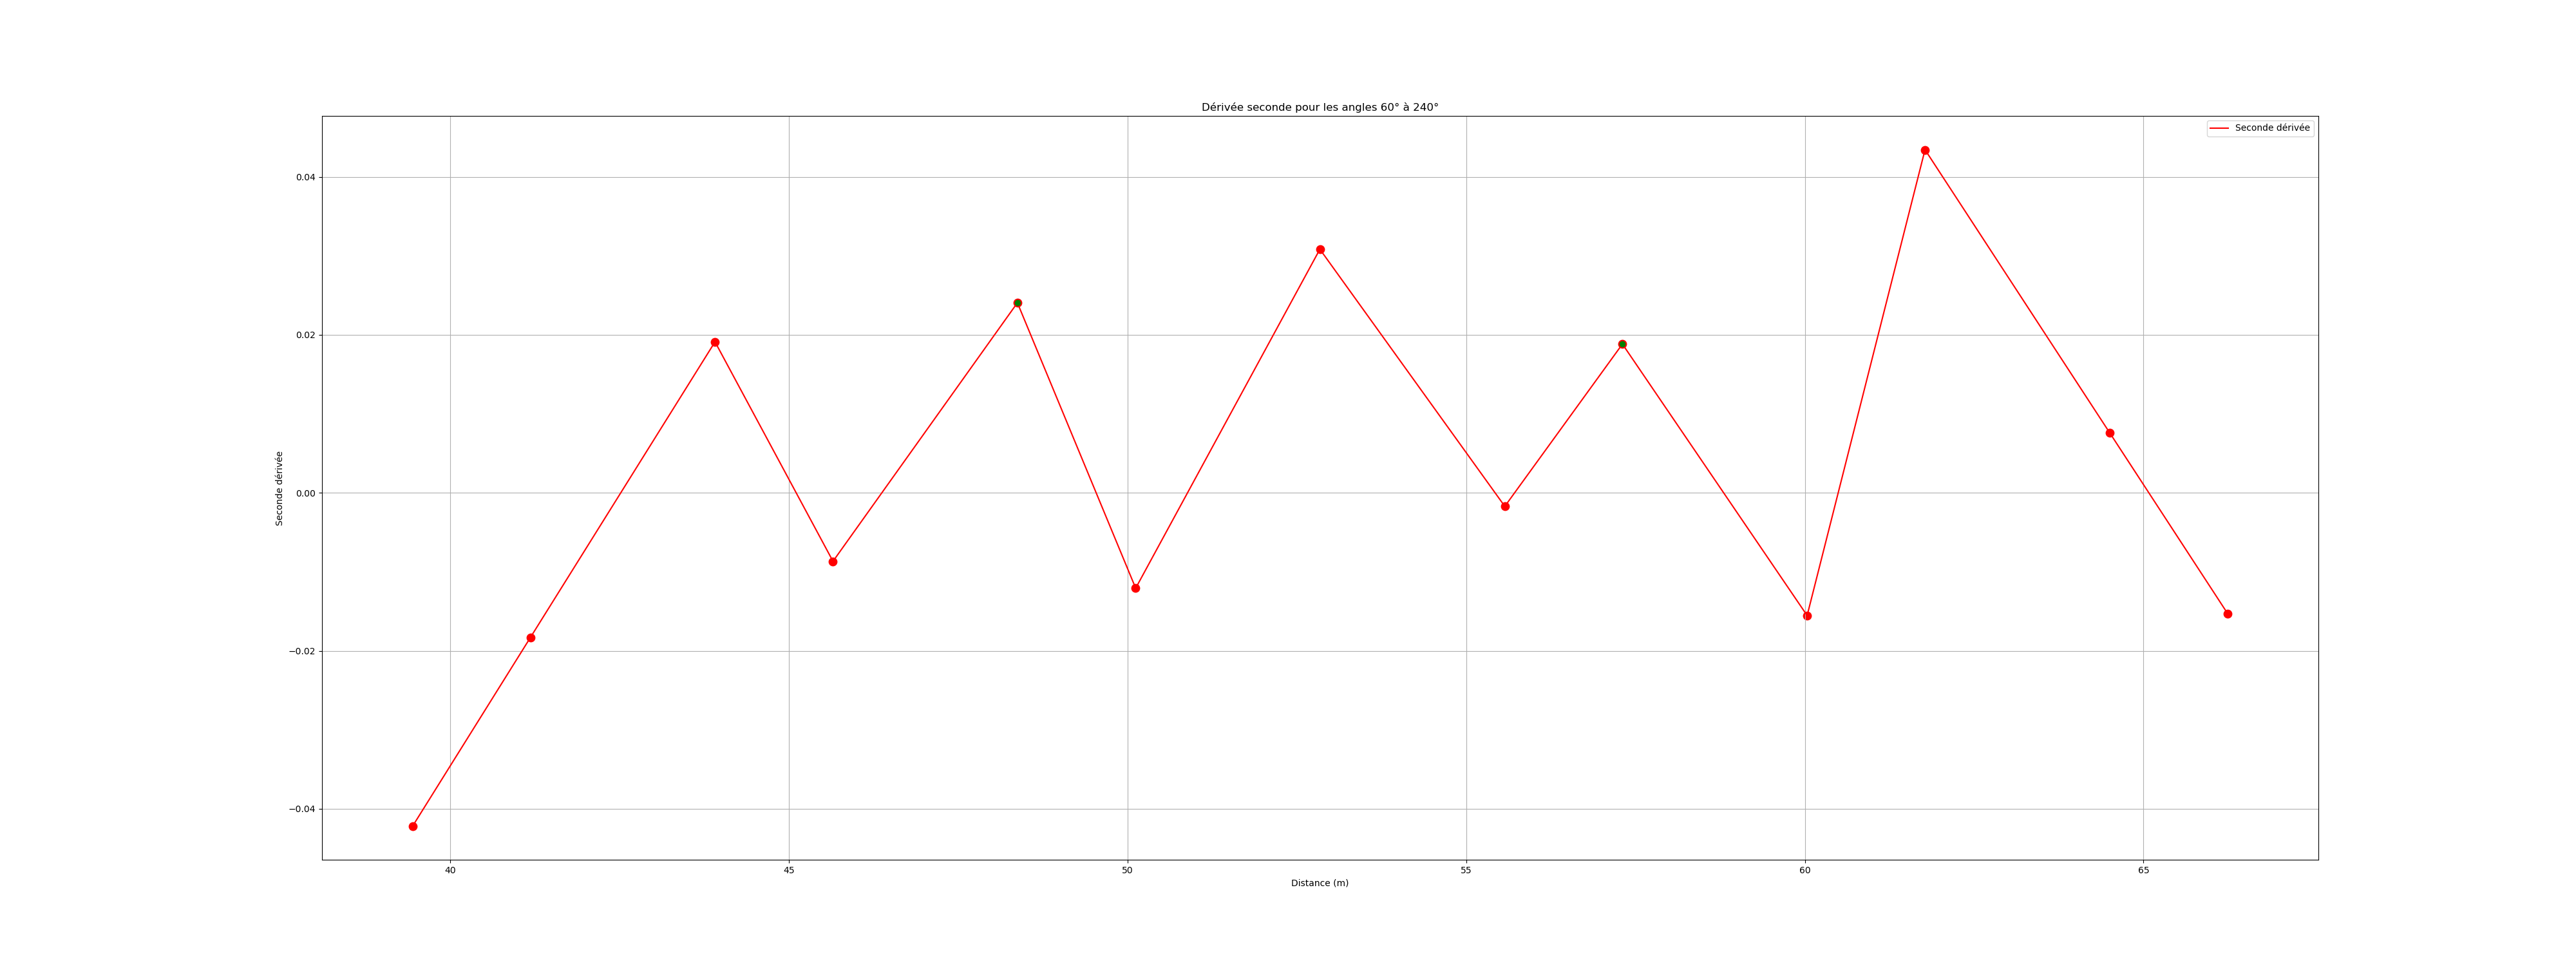 Dérivée seconde pour les angles 60° à 240°
Seconde dérivée
0.04
0.02
0.00
−0.02
−0.04
Seconde dérivée
40
45
50
55
60
65
Distance (m)